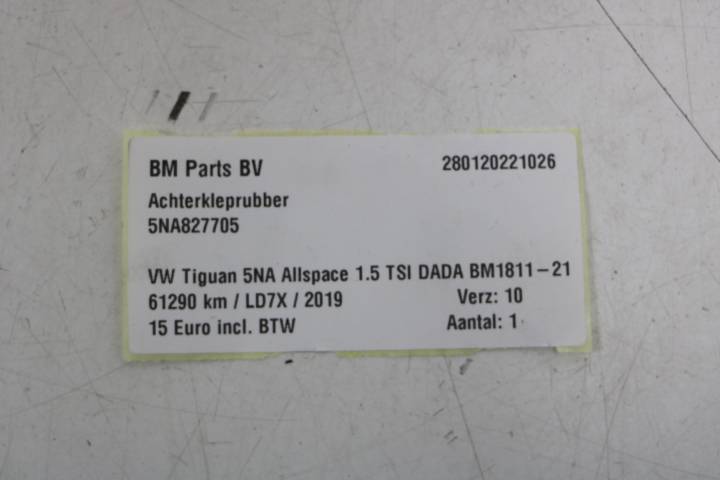 BM Parts BV 280120221026
Achterkleprubber
5NA827705
VW Tiguan 5NA Allspace 1.5 TSI DADA BM1811-21
61290 km / LD7X / 2019 Verz: 10
15 Euro incl. BTW Aantal: 1